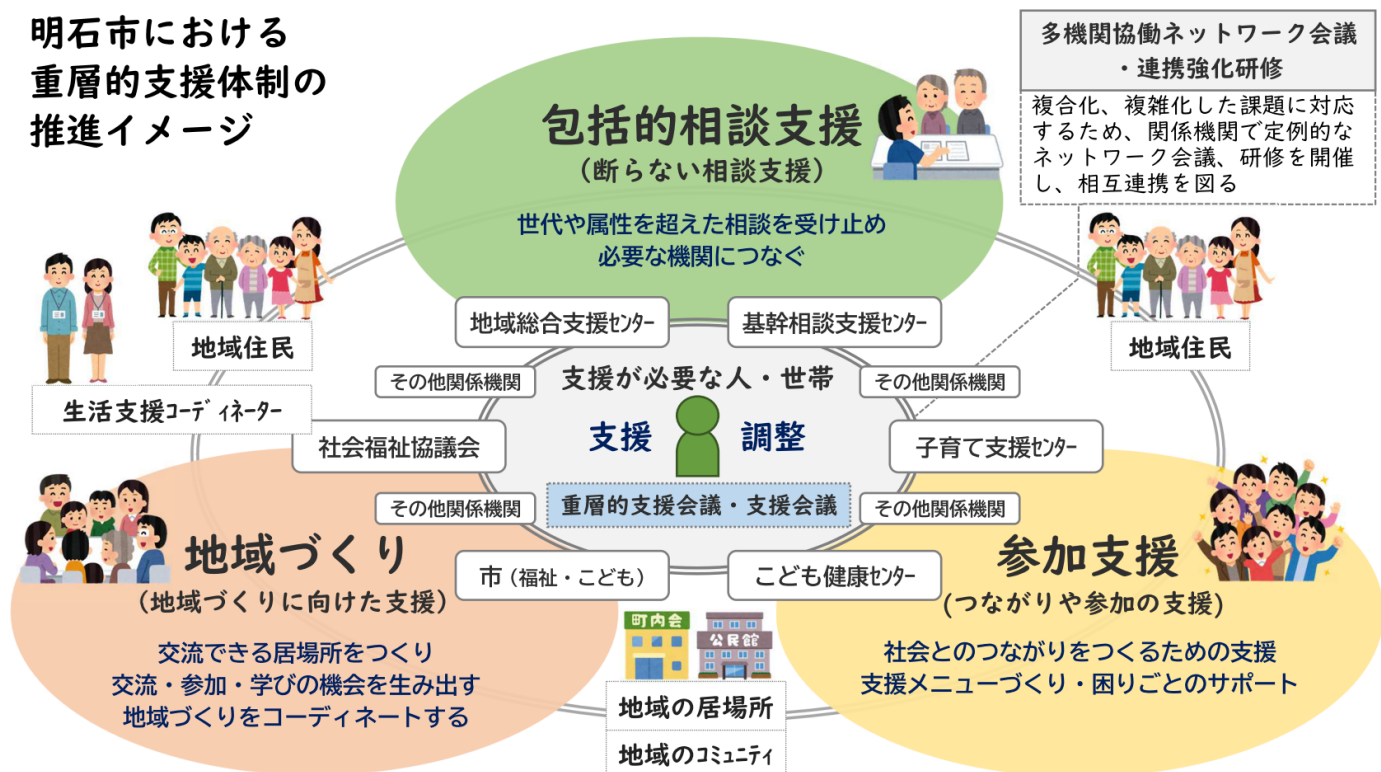 明石市における
重層的支援体制の
推進イメージ
多機関協働ネットワーク会議
・連携強化研修
複合化、複雑化した課題に対応
するため、関係機関で定例的な
ネットワーク会議、研修を開催
し、相互連携を図る
包括的相談支援
(断らない相談支援)
世代や属性を超えた相談を受け止め
必要な機関につなぐ
地域住民
生活支援ｺｰﾃﾞｨﾈｰﾀｰ
地域住民
地域総合支援ｾﾝﾀｰ
基幹相談支援ｾﾝﾀｰ
その他関係機関
支援が必要な人・世帯
その他関係機関
社会福祉協議会
支援
調整
子育て支援ｾﾝﾀｰ
その他関係機関
重層的支援会議・支援会議
その他関係機関
市（福祉・こども）
こども健康ｾﾝﾀｰ
地域づくり
(地域づくりに向けた支援)
交流できる居場所をつくり
交流・参加・学びの機会を生み出す
地域づくりをコーディネートする
町内会
公民館
地域の居場所
地域のｺﾐｭﾆﾃｨ
参加支援
(つながりや参加の支援)
社会とのつながりをつくるための支援
支援メニューづくり・困りごとのサポート